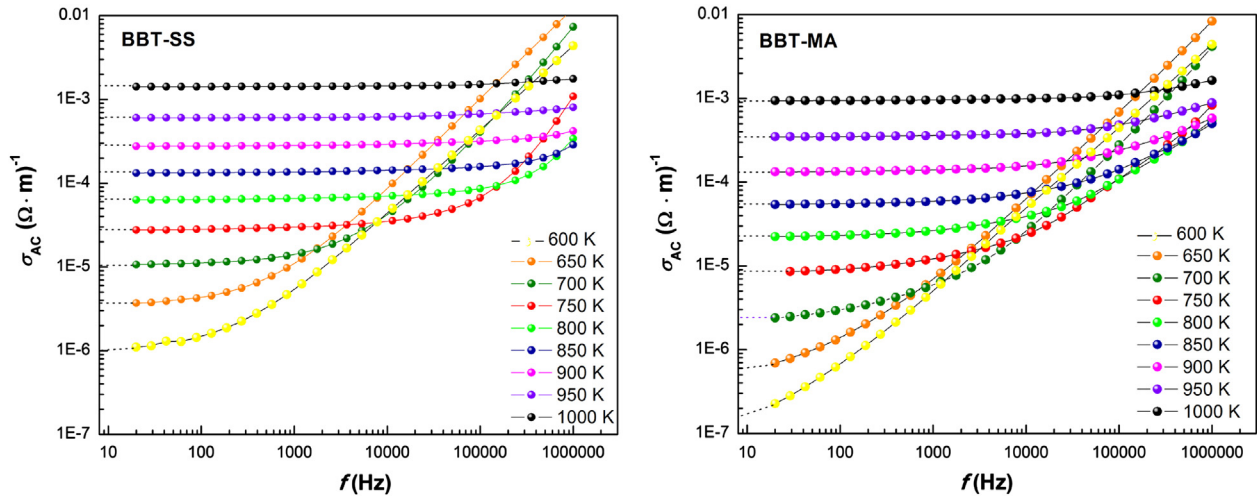 BBT-SS
0.01
1E-3
1E-4
1E-5
1E-6
1E-7
σAC (Ω · m)⁻¹
10 100 1000 10000 100000 1000000
f (Hz)
600 K
650 K
700 K
750 K
800 K
850 K
900 K
950 K
1000 K
BBT-MA
0.01
1E-3
1E-4
1E-5
1E-6
1E-7
σAC (Ω · m)⁻¹
10 100 1000 10000 100000 1000000
f (Hz)
600 K
650 K
700 K
750 K
800 K
850 K
900 K
950 K
1000 K